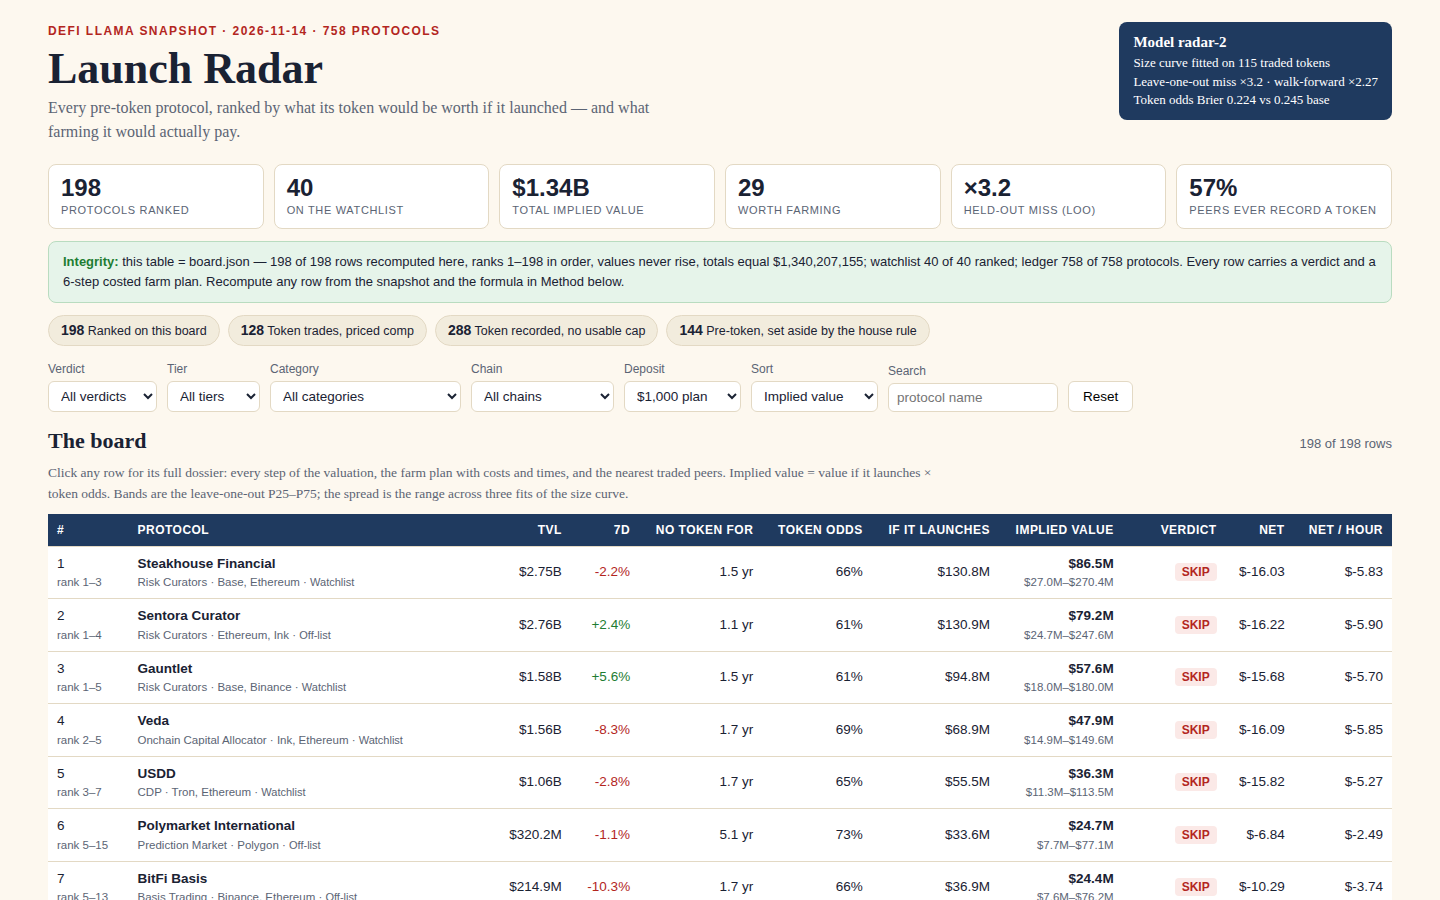 DEFI LLAMA SNAPSHOT · 2026-11-14 · 758 PROTOCOLS
Launch Radar
Every pre-token protocol, ranked by what its token would be worth if it launched — and what
farming it would actually pay.
Model radar-2
Size curve fitted on 115 traded tokens
Leave-one-out miss ×3.2 · walk-forward ×2.27
Token odds Brier 0.224 vs 0.245 base
198
PROTOCOLS RANKED
40
ON THE WATCHLIST
$1.34B
TOTAL IMPLIED VALUE
29
WORTH FARMING
×3.2
HELD-OUT MISS (LOO)
57%
PEERS EVER RECORD A TOKEN
Integrity: this table = board.json — 198 of 198 rows recomputed here, ranks 1–198 in order, values never rise, totals equal $1,340,207,155; watchlist 40 of 40 ranked; ledger 758 of 758 protocols. Every row carries a verdict and a
6-step costed farm plan. Recompute any row from the snapshot and the formula in Method below.
198 Ranked on this board
128 Token trades, priced comp
288 Token recorded, no usable cap
144 Pre-token, set aside by the house rule
Verdict Tier Category Chain Deposit Sort Search
All verdicts All tiers All categories All chains $1,000 plan Implied value protocol name Reset
The board
198 of 198 rows
Click any row for its full dossier: every step of the valuation, the farm plan with costs and times, and the nearest traded peers. Implied value = value if it launches ×
token odds. Bands are the leave-one-out P25–P75; the spread is the range across three fits of the size curve.
# PROTOCOL TVL 7D NO TOKEN FOR TOKEN ODDS IF IT LAUNCHES IMPLIED VALUE VERDICT NET NET / HOUR
1 Steakhouse Financial $2.75B -2.2% 1.5 yr 66% $130.8M $86.5M SKIP $-16.03 $-5.83
rank 1–3 Risk Curators · Base, Ethereum · Watchlist $27.0M–$270.4M
2 Sentora Curator $2.76B +2.4% 1.1 yr 61% $130.9M $79.2M SKIP $-16.22 $-5.90
rank 1–4 Risk Curators · Ethereum, Ink · Off-list $24.7M–$247.6M
3 Gauntlet $1.58B +5.6% 1.5 yr 61% $94.8M $57.6M SKIP $-15.68 $-5.70
rank 1–5 Risk Curators · Base, Binance · Watchlist $18.0M–$180.0M
4 Veda $1.56B -8.3% 1.7 yr 69% $68.9M $47.9M SKIP $-16.09 $-5.85
rank 2–5 Onchain Capital Allocator · Ink, Ethereum · Watchlist $14.9M–$149.6M
5 USDD $1.06B -2.8% 1.7 yr 65% $55.5M $36.3M SKIP $-15.82 $-5.27
rank 3–7 CDP · Tron, Ethereum · Watchlist $11.3M–$113.5M
6 Polymarket International $320.2M -1.1% 5.1 yr 73% $33.6M $24.7M SKIP $-6.84 $-2.49
rank 5–15 Prediction Market · Polygon · Off-list $7.7M–$77.1M
7 BitFi Basis $214.9M -10.3% 1.7 yr 66% $36.9M $24.4M SKIP $-10.29 $-3.74
rank 5–13 Basis Trading · Binance, Ethereum · Off-list $7.6M–$76.2M